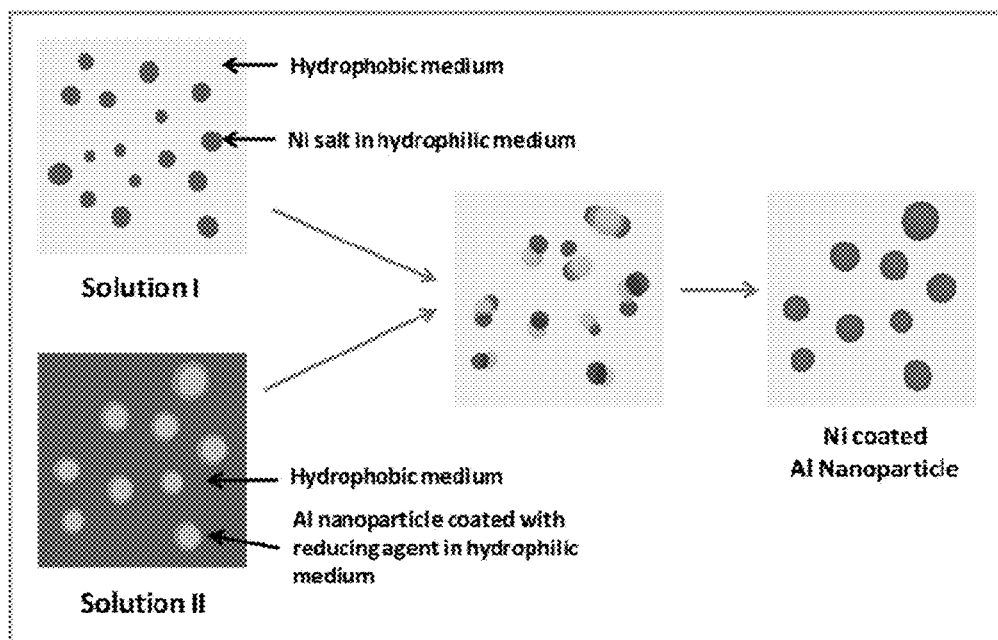 Hydrophobic medium
Ni salt in hydrophilic medium
Solution I
Hydrophobic medium
Al nanoparticle coated with
reducing agent in hydrophilic
medium
Solution II
Ni coated
Al Nanoparticle